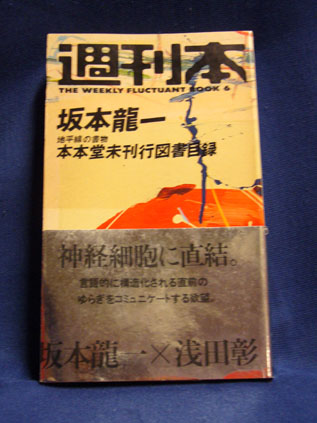 週刊本
THE WEEKLY FLUCTUANT BOOK 6
坂本龍一
地平線の書物
本本堂未刊行図書目録
神経細胞に直結。
言語的に構造化される直前の
ゆらぎをコミュニケートする欲望。
坂本龍一×浅田彰